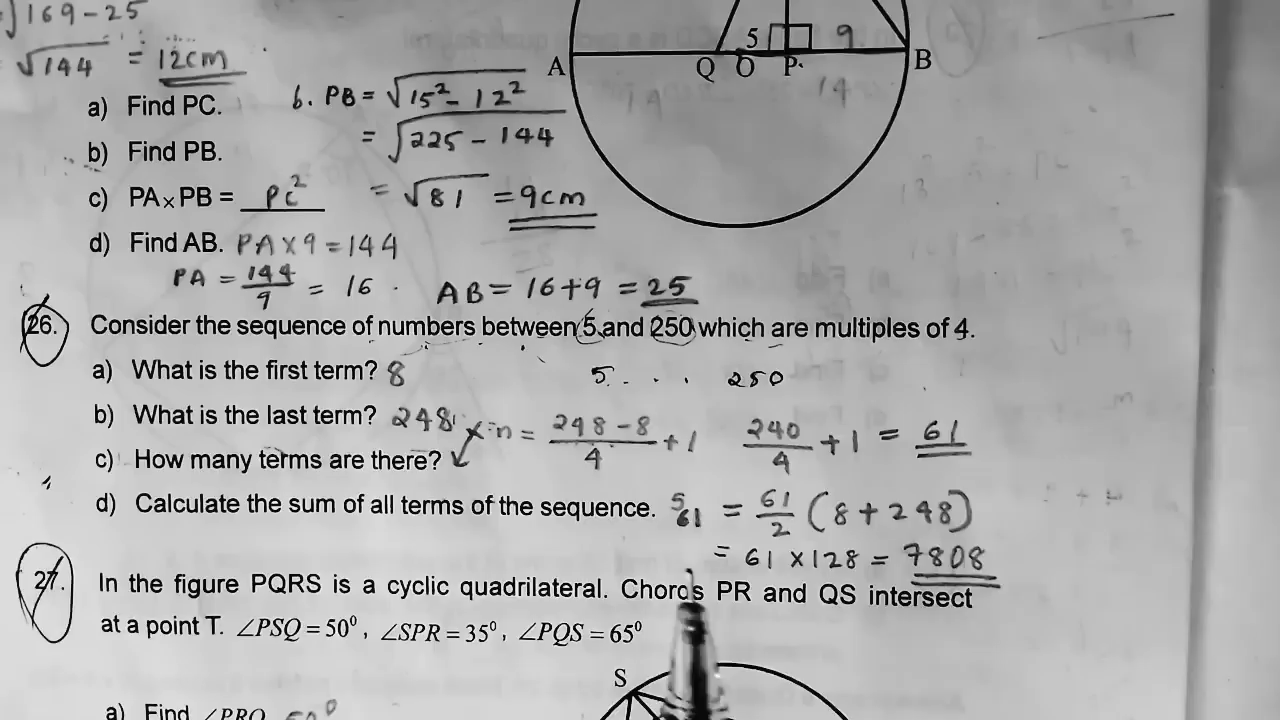 √169 - 25
√144 = 12cm
5 9
A Q O P. B
14
a) Find PC. b. PB = √15² - 12²
= √225 - 144
b) Find PB.
c) PA×PB = PC² = √81 = 9cm
d) Find AB. PA × 9 = 144
PA = 144/9 = 16. AB = 16+9 = 25
26. Consider the sequence of numbers between 5 and 250 which are multiples of 4.
a) What is the first term? 8 5 . . . 250
b) What is the last term? 248 n = 248 - 8/4 + 1 240/4 + 1 = 61
c) How many terms are there?
d) Calculate the sum of all terms of the sequence. S61 = 61/2 (8 + 248)
= 61 × 128 = 7808
27. In the figure PQRS is a cyclic quadrilateral. Chords PR and QS intersect
at a point T. ∠PSQ = 50⁰, ∠SPR = 35⁰, ∠PQS = 65⁰
S
a) Find ∠PRQ 50⁰